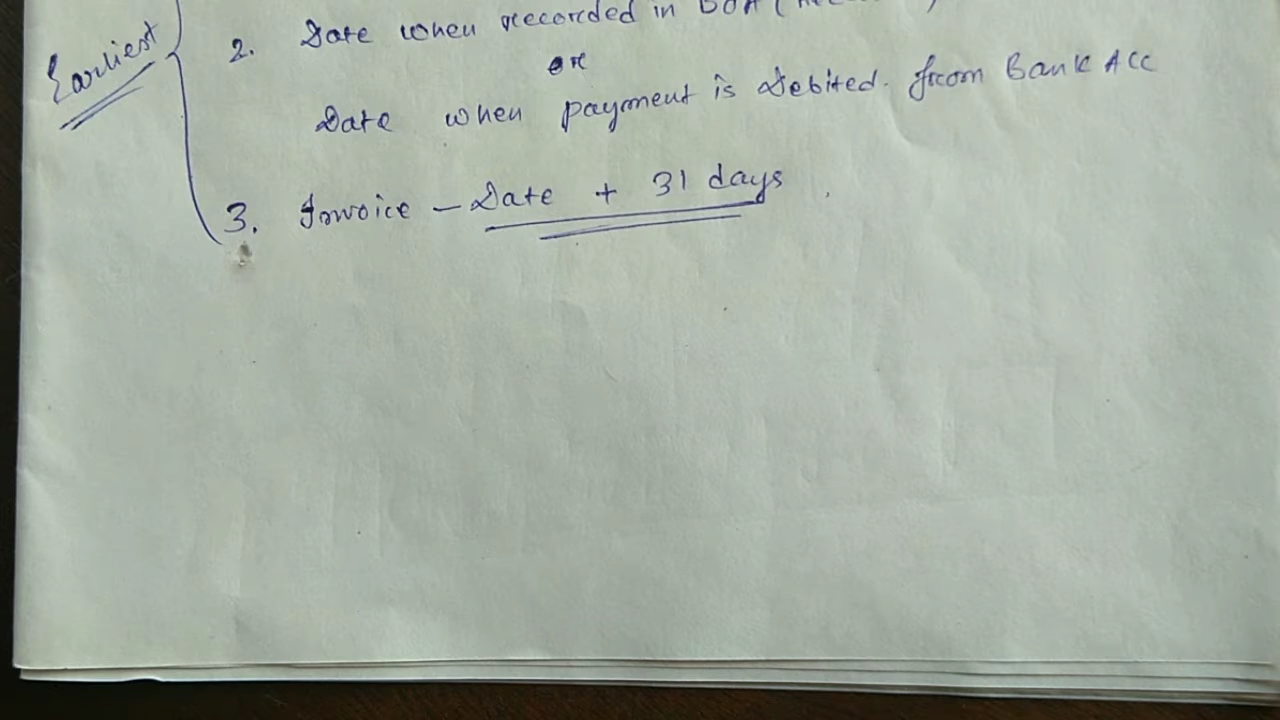 Earliest
2. Date when recorded in BOA (
or
Date when payment is debited. from Bank Acc
3. Invoice - Date + 31 days